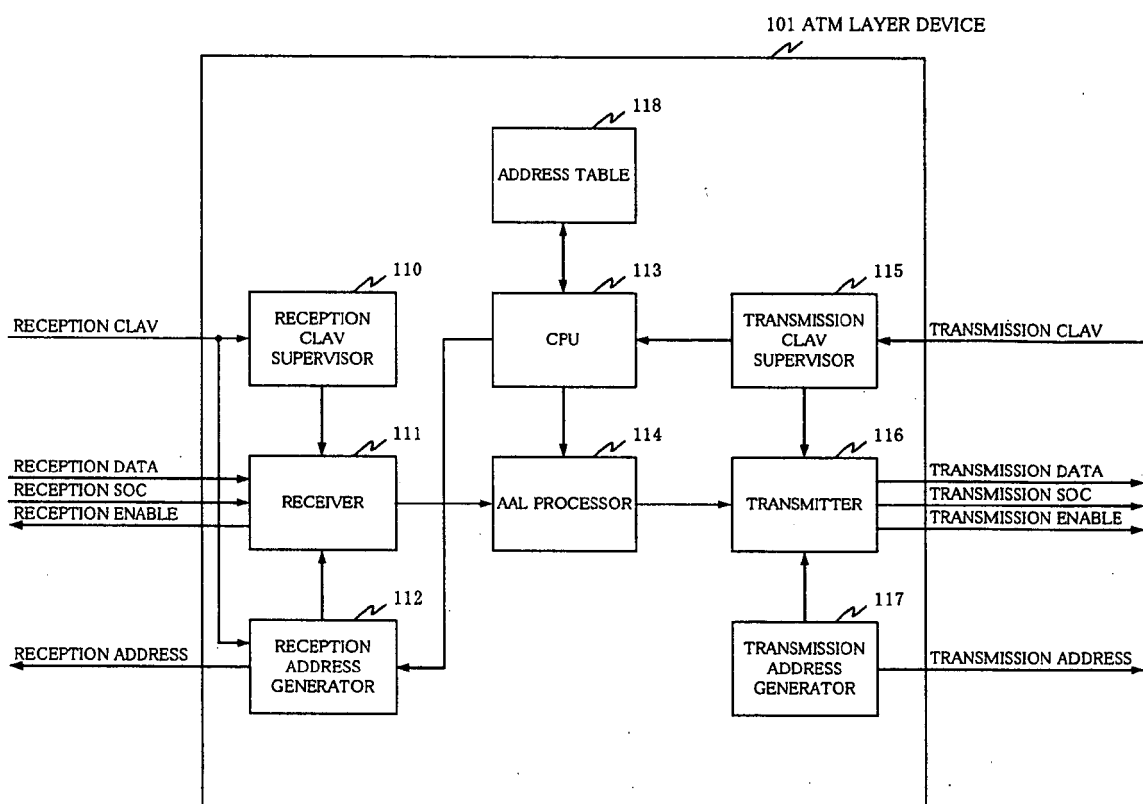 101 ATM LAYER DEVICE
118
ADDRESS TABLE
110
113
115
RECEPTION CLAV
RECEPTION
CLAV
SUPERVISOR
CPU
TRANSMISSION
CLAV
SUPERVISOR
TRANSMISSION CLAV
111
114
116
RECEPTION DATA
RECEPTION SOC
RECEPTION ENABLE
RECEIVER
AAL PROCESSOR
TRANSMITTER
TRANSMISSION DATA
TRANSMISSION SOC
TRANSMISSION ENABLE
112
117
RECEPTION ADDRESS
RECEPTION
ADDRESS
GENERATOR
TRANSMISSION
ADDRESS
GENERATOR
TRANSMISSION ADDRESS